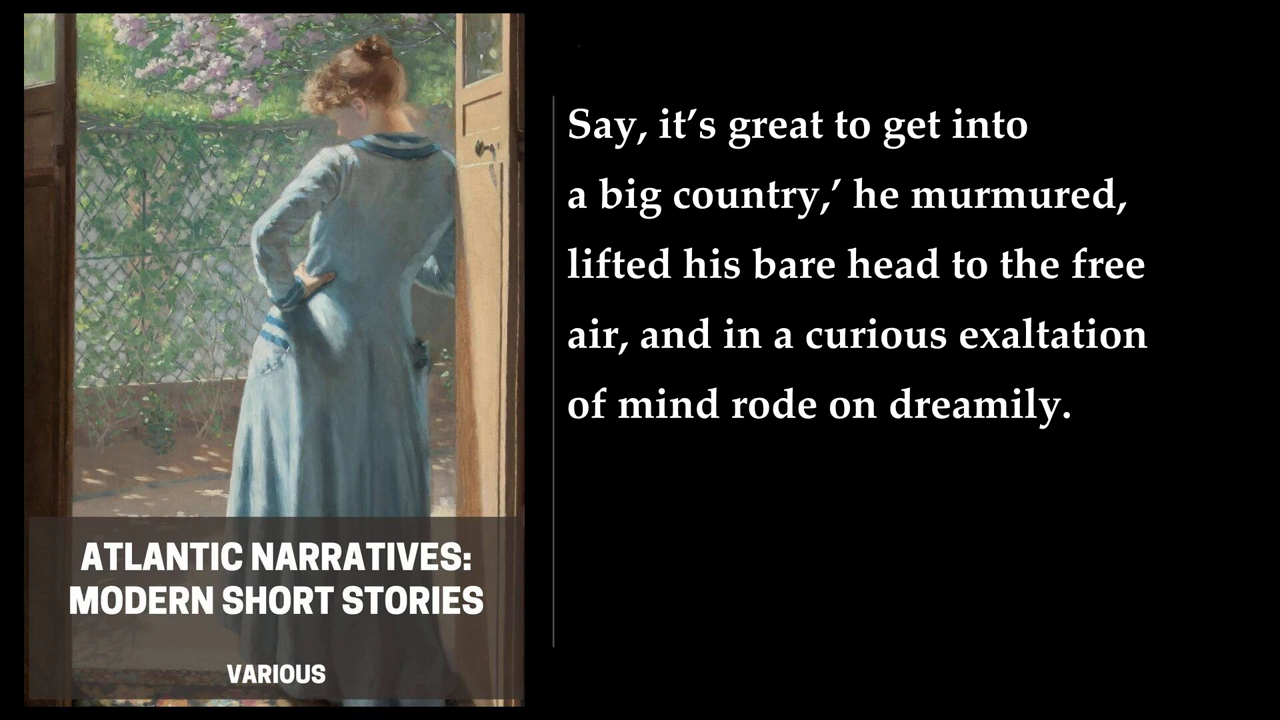 Say, it’s great to get into
a big country,’ he murmured,
lifted his bare head to the free
air, and in a curious exaltation
of mind rode on dreamily.
ATLANTIC NARRATIVES:
MODERN SHORT STORIES
VARIOUS